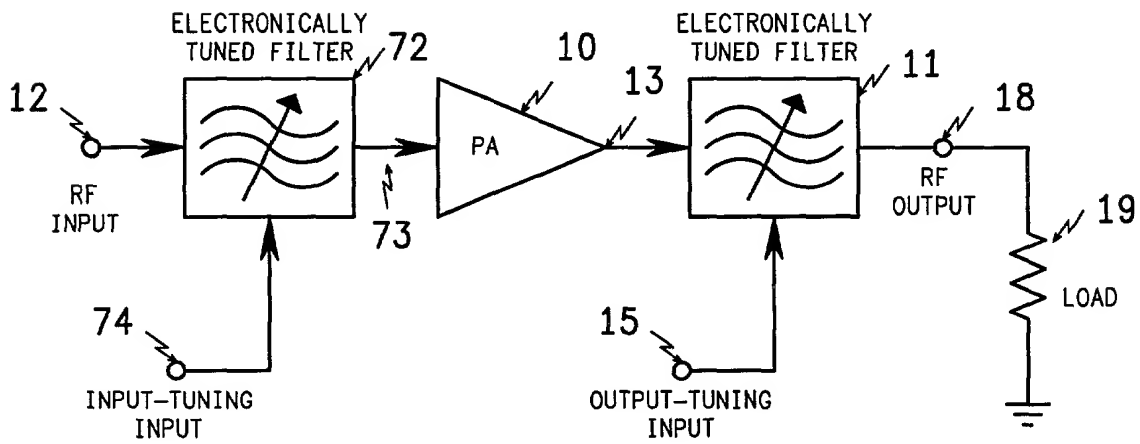 ELECTRONICALLY
TUNED FILTER
72
10
13
ELECTRONICALLY
TUNED FILTER
11
18
12
PA
RF
INPUT
73
RF
OUTPUT
19
LOAD
74
15
INPUT-TUNING
INPUT
OUTPUT-TUNING
INPUT